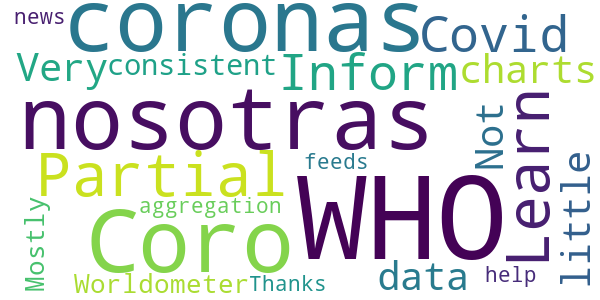 news
coronas
Covid
Very
consistent
Inform
charts
nosotras
Not
Learn
Partial
feeds
little
WHO
Mostly
aggregation
Coro
data
help
Worldometer
Thanks